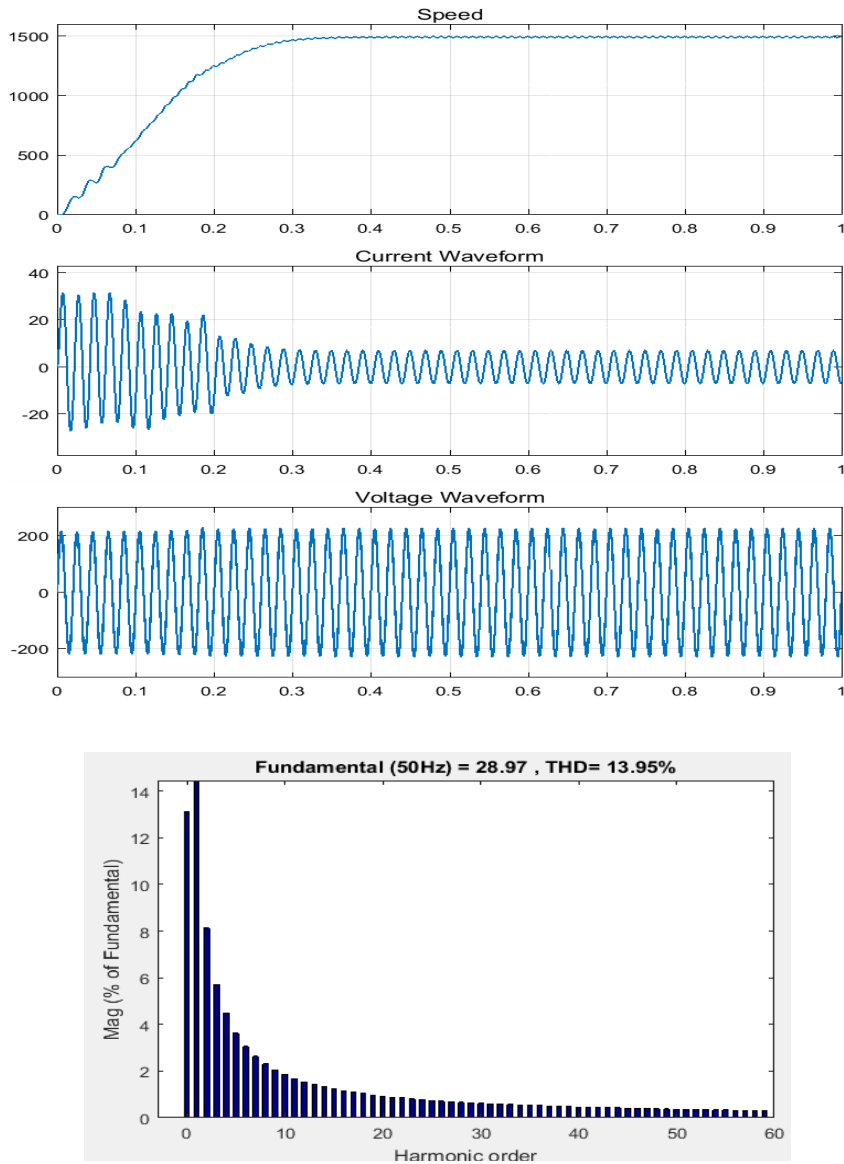 Speed
1500
1000
500
0
0 0.1 0.2 0.3 0.4 0.5 0.6 0.7 0.8 0.9 1
Current Waveform
40
20
0
-20
0 0.1 0.2 0.3 0.4 0.5 0.6 0.7 0.8 0.9 1
Voltage Waveform
200
0
-200
0 0.1 0.2 0.3 0.4 0.5 0.6 0.7 0.8 0.9 1
Fundamental (50Hz) = 28.97 , THD= 13.95%
Mag (% of Fundamental)
14
12
10
8
6
4
2
0
0 10 20 30 40 50 60
Harmonic order